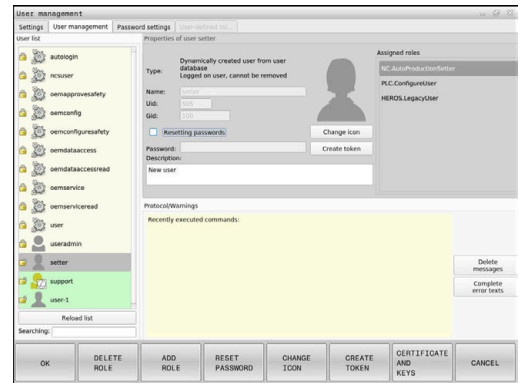 User management
Settings
User management
Password settings
User list
Properties of user setter
autologin
ncsuser
oemapprovesafety
oemconfig
oemconfiguresafety
oemdataaccess
oemdataaccessread
oemservice
oemserviceread
user
useradmin
setter
support
user-1
Reload list
Searching:
Type:
Dynamically created user from user
database
Logged on user, cannot be removed
Name:
setter
Uid:
505
Gid:
100
Resetting passwords
Password:
Description:
New user
Change icon
Create token
Assigned roles
NC.AutoProductionSetter
PLC.ConfigureUser
HEROS.LegacyUser
Protocol/Warnings
Recently executed commands:
Delete
messages
Complete
error texts
OK
DELETE
ROLE
ADD
ROLE
RESET
PASSWORD
CHANGE
ICON
CREATE
TOKEN
CERTIFICATE
AND
KEYS
CANCEL